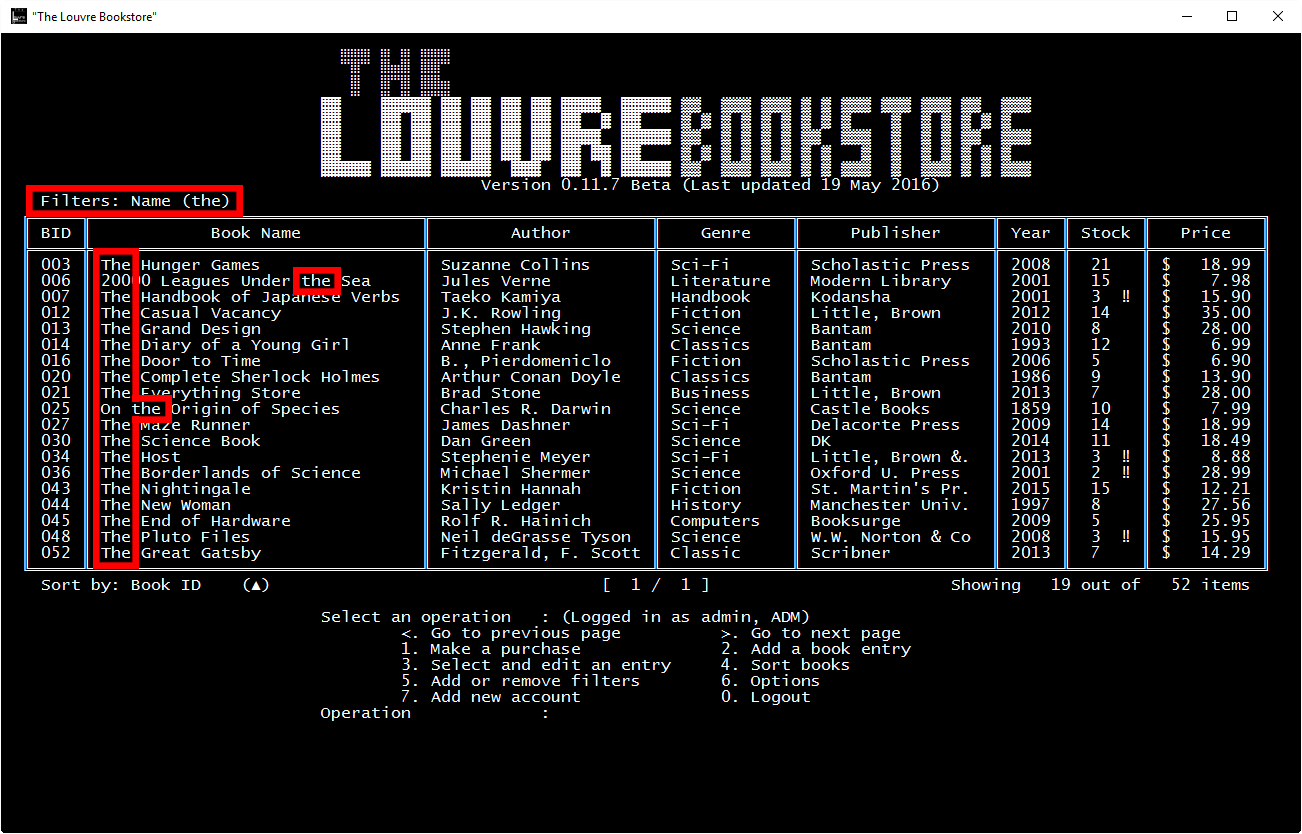 "The Louvre Bookstore"
THE
LOUVRE BOOKSTORE
Version 0.11.7 Beta (Last updated 19 May 2016)
Filters: Name (the)
BID Book Name Author Genre Publisher Year Stock Price
003 The Hunger Games Suzanne Collins Sci-Fi Scholastic Press 2008 21 $ 18.99
006 20000 Leagues Under the Sea Jules Verne Literature Modern Library 2001 15 $ 7.98
007 The Handbook of Japanese Verbs Taeko Kamiya Handbook Kodansha 2001 3 ‼ $ 15.90
012 The Casual Vacancy J.K. Rowling Fiction Little, Brown 2012 14 $ 35.00
013 The Grand Design Stephen Hawking Science Bantam 2010 8 $ 28.00
014 The Diary of a Young Girl Anne Frank Classics Bantam 1993 12 $ 6.99
016 The Door to Time B., Pierdomeniclo Fiction Scholastic Press 2006 5 $ 6.90
020 The Complete Sherlock Holmes Arthur Conan Doyle Classics Bantam 1986 9 $ 13.90
021 The Everything Store Brad Stone Business Little, Brown 2013 7 $ 28.00
025 On the Origin of Species Charles R. Darwin Science Castle Books 1859 10 $ 7.99
027 The Maze Runner James Dashner Sci-Fi Delacorte Press 2009 14 $ 18.99
030 The Science Book Dan Green Science DK 2014 11 $ 18.49
034 The Host Stephenie Meyer Sci-Fi Little, Brown &. 2013 3 ‼ $ 8.88
036 The Borderlands of Science Michael Shermer Science Oxford U. Press 2001 2 ‼ $ 28.99
043 The Nightingale Kristin Hannah Fiction St. Martin's Pr. 2015 15 $ 12.21
044 The New Woman Sally Ledger History Manchester Univ. 1997 8 $ 27.56
045 The End of Hardware Rolf R. Hainich Computers Booksurge 2009 5 $ 25.95
048 The Pluto Files Neil deGrasse Tyson Science W.W. Norton & Co 2008 3 ‼ $ 15.95
052 The Great Gatsby Fitzgerald, F. Scott Classic Scribner 2013 7 $ 14.29
Sort by: Book ID (▲) [ 1 / 1 ] Showing 19 out of 52 items
Select an operation : (Logged in as admin, ADM)
<. Go to previous page >. Go to next page
1. Make a purchase 2. Add a book entry
3. Select and edit an entry 4. Sort books
5. Add or remove filters 6. Options
7. Add new account 0. Logout
Operation :